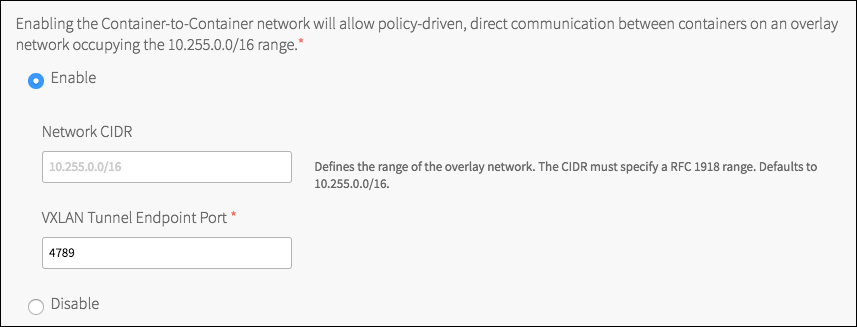 Enabling the Container-to-Container network will allow policy-driven, direct communication between containers on an overlay
network occupying the 10.255.0.0/16 range.*
Enable
Network CIDR
10.255.0.0/16
Defines the range of the overlay network. The CIDR must specify a RFC 1918 range. Defaults to
10.255.0.0/16.
VXLAN Tunnel Endpoint Port *
4789
Disable